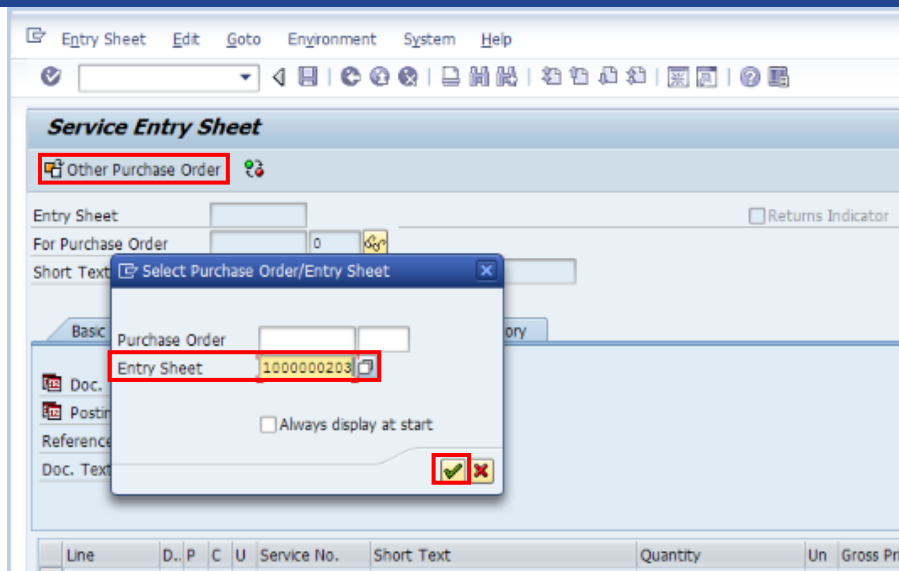 Entry Sheet Edit Goto Environment System Help
Service Entry Sheet
Other Purchase Order
Entry Sheet Returns Indicator
For Purchase Order 0
Short Text
Select Purchase Order/Entry Sheet
Basic ory
Purchase Order
Entry Sheet 1000000203
Doc.
Postin
Always display at start
Reference
Doc. Text
Line D.. P C U Service No. Short Text Quantity Un Gross Pri